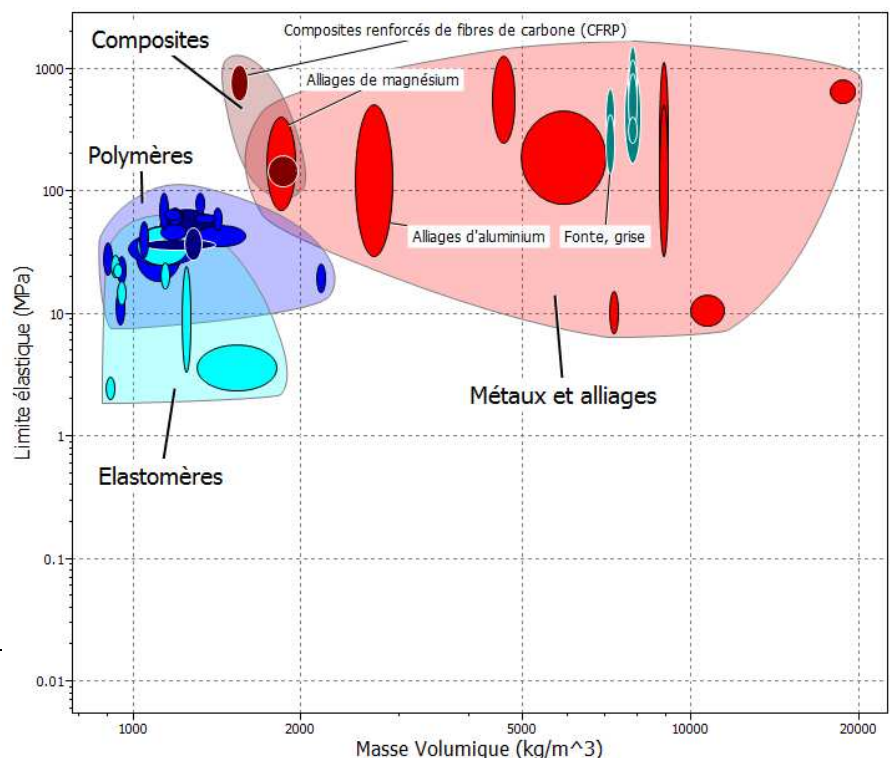 Composites
Composites renforcés de fibres de carbone (CFRP)
Alliages de magnésium
Polymères
Alliages d'aluminium
Fonte, grise
Métaux et alliages
Elastomères
Limite élastique (MPa)
1000
100
10
1
0.1
0.01
1000
2000
5000
10000
20000
Masse Volumique (kg/m^3)